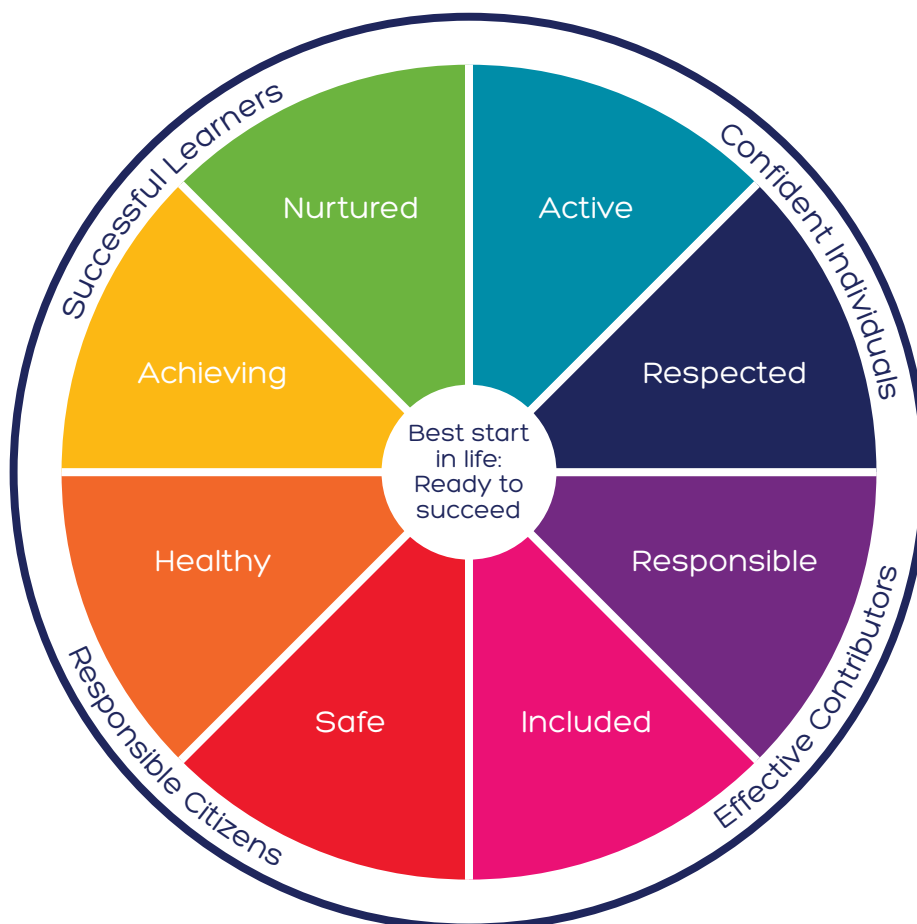 Successful Learners
Confident Individuals
Nurtured
Active
Achieving
Respected
Best start
in life:
Ready to
succeed
Healthy
Responsible
Safe
Included
Responsible Citizens
Effective Contributors